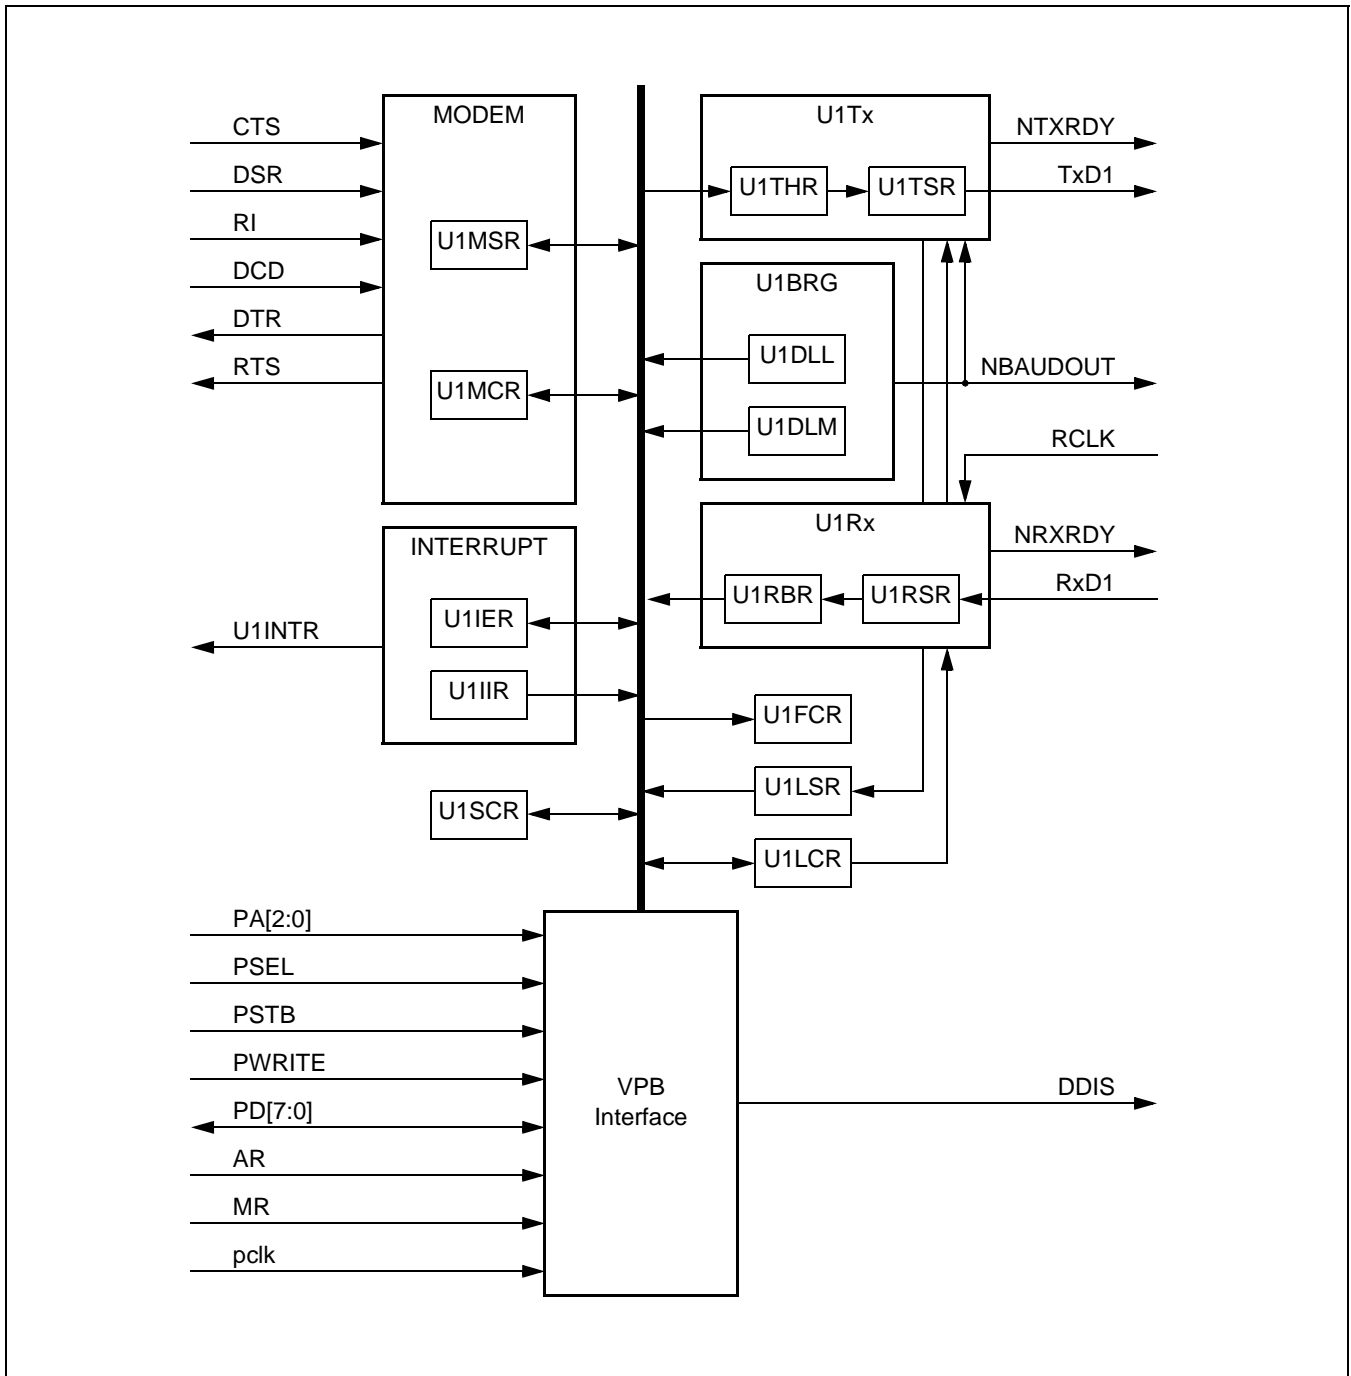 CTS
DSR
RI
DCD
DTR
RTS
MODEM
U1MSR
U1MCR
U1Tx
U1THR
U1TSR
NTXRDY
TxD1
U1BRG
U1DLL
U1DLM
NBAUDOUT
RCLK
U1Rx
U1RBR
U1RSR
NRXRDY
RxD1
INTERRUPT
U1IER
U1IIR
U1INTR
U1FCR
U1LSR
U1LCR
U1SCR
PA[2:0]
PSEL
PSTB
PWRITE
PD[7:0]
AR
MR
pclk
VPB
Interface
DDIS